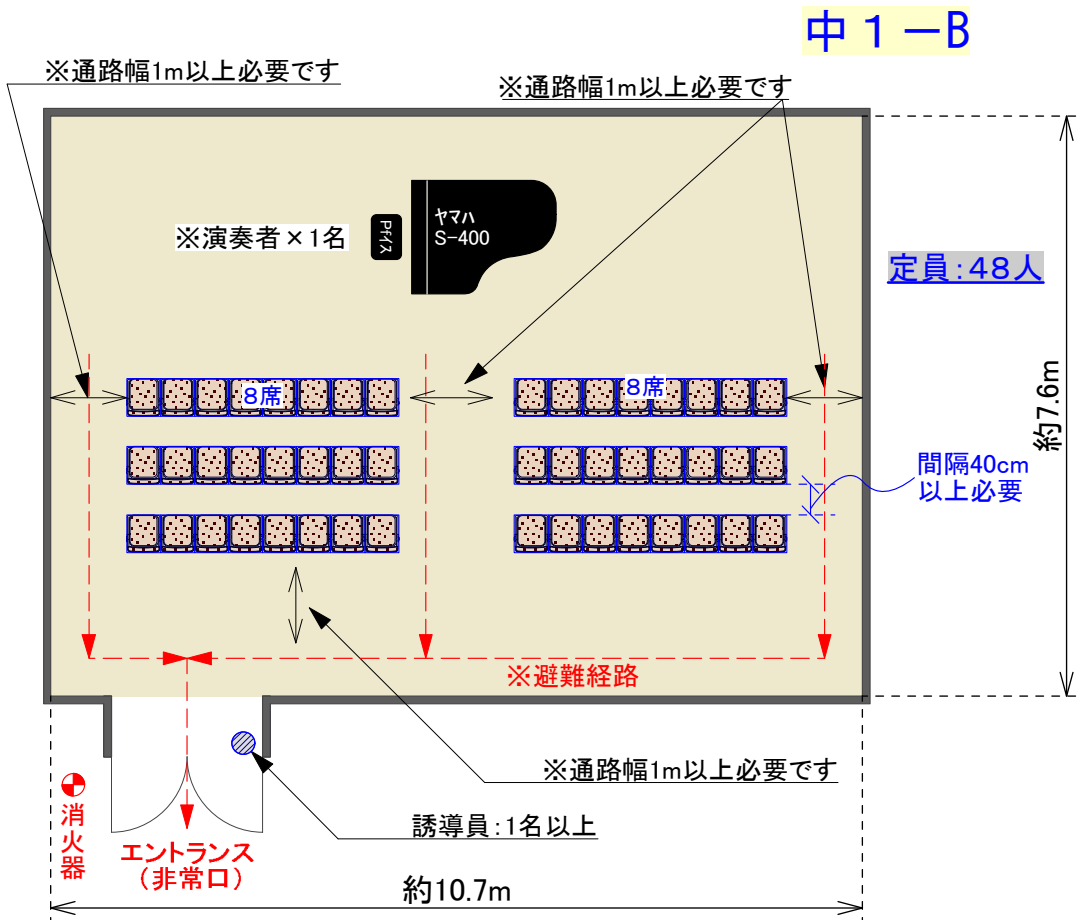 中１－B
※通路幅1m以上必要です
※通路幅1m以上必要です
ヤマハ
S-400
Pfイス
※演奏者×1名
定員：48人
約7.6m
8席
8席
間隔40cm
以上必要
※避難経路
※通路幅1m以上必要です
誘導員：1名以上
消火器
エントランス
（非常口）
約10.7m